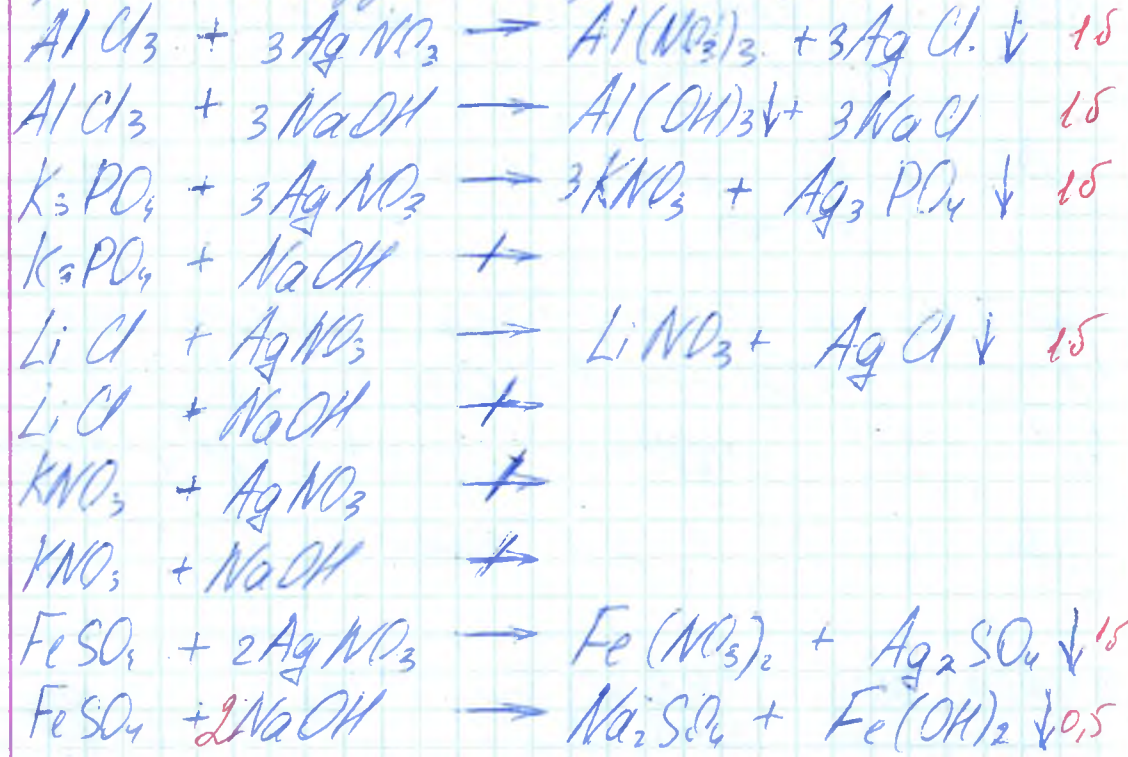 AlCl₃ + 3AgNO₃ → Al(NO₃)₃ + 3AgCl ↓ 1б
AlCl₃ + 3NaOH → Al(OH)₃↓ + 3NaCl 1б
K₃PO₄ + 3AgNO₃ → 3KNO₃ + Ag₃PO₄ ↓ 1б
K₃PO₄ + NaOH ↛
LiCl + AgNO₃ → LiNO₃ + AgCl ↓ 1б
LiCl + NaOH ↛
KNO₃ + AgNO₃ ↛
KNO₃ + NaOH ↛
FeSO₄ + 2AgNO₃ → Fe(NO₃)₂ + Ag₂SO₄ ↓ 1б
FeSO₄ + 2NaOH → Na₂SO₄ + Fe(OH)₂ ↓ 0,5